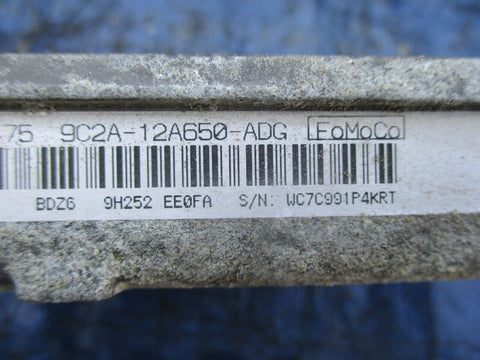 75 9C2A-12A650-ADG FoMoCo
BDZ6 9H252 EE0FA S/N: WC7C991P4KRT